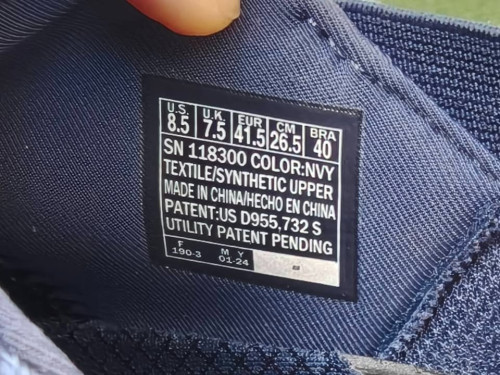 U.S. U.K. EUR CM BRA
8.5 7.5 41.5 26.5 40
SN 118300 COLOR:NVY
TEXTILE/SYNTHETIC UPPER
MADE IN CHINA/HECHO EN CHINA
PATENT:US D955,732 S
UTILITY PATENT PENDING
F M Y
190-3 01-24